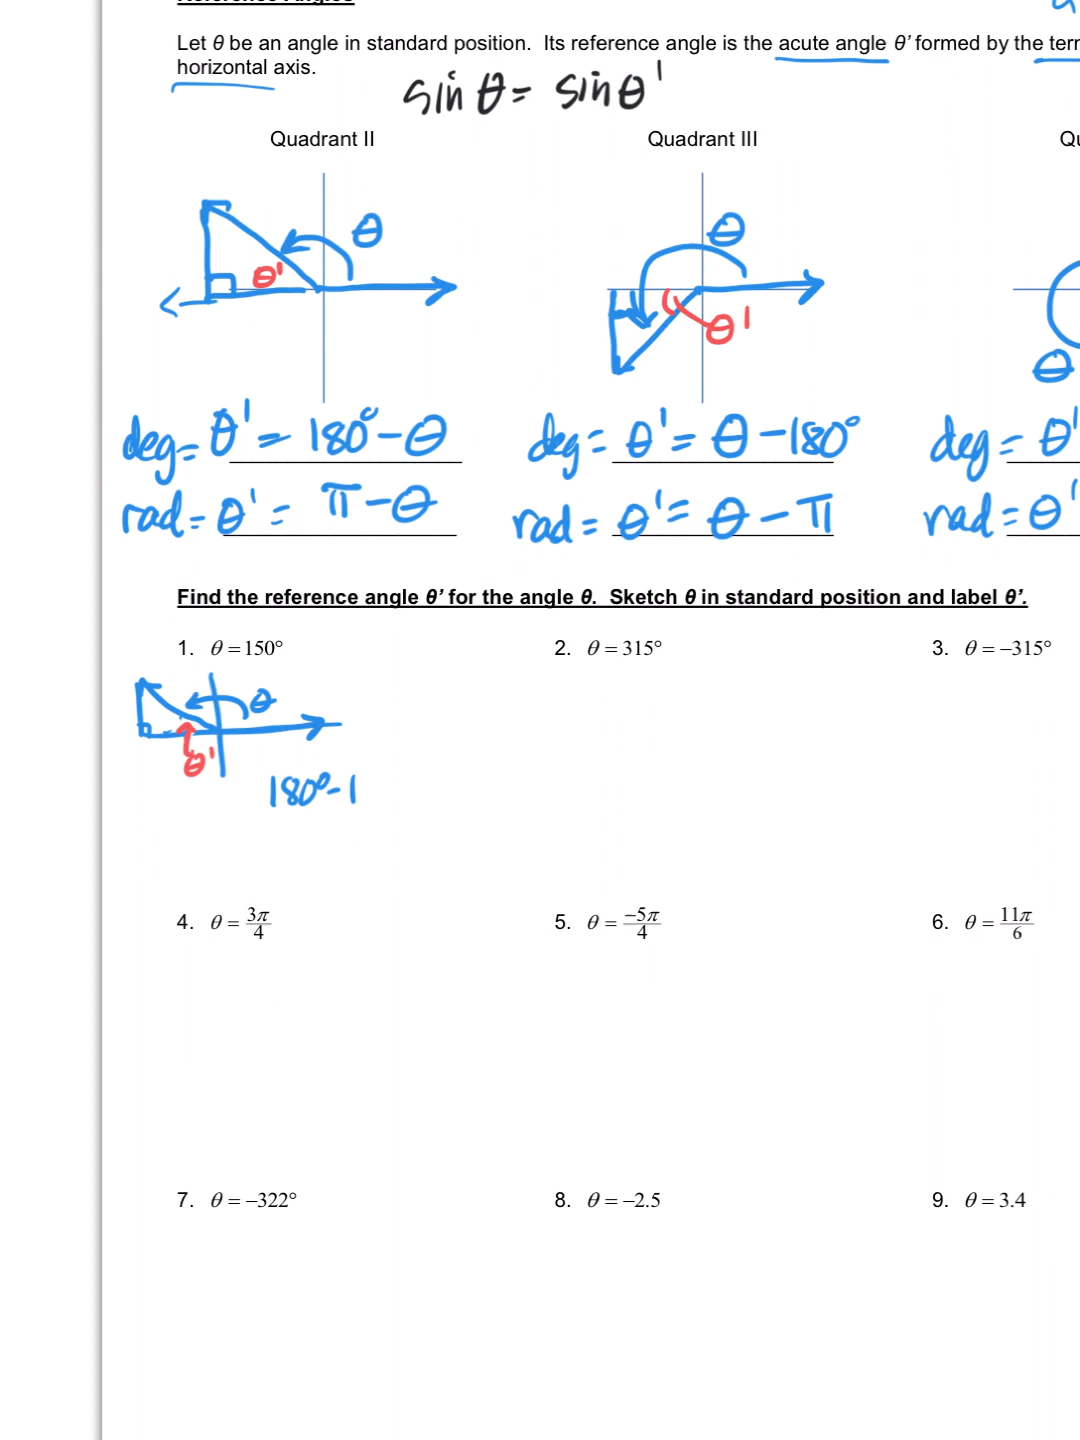 Reference Angles
Let θ be an angle in standard position. Its reference angle is the acute angle θ' formed by the
horizontal axis.
sin θ = sin θ'
Quadrant II Quadrant III
θ θ' θ θ' θ
deg = θ' = 180° - θ deg = θ' = θ - 180° deg = θ'
rad = θ' = π - θ rad = θ' = θ - π rad = θ'
Find the reference angle θ' for the angle θ. Sketch θ in standard position and label θ'.
1. θ = 150° 2. θ = 315° 3. θ = −315°
θ
θ'
180° - 1
4. θ = 3π/4 5. θ = −5π/4 6. θ = 11π/6
7. θ = −322° 8. θ = −2.5 9. θ = 3.4